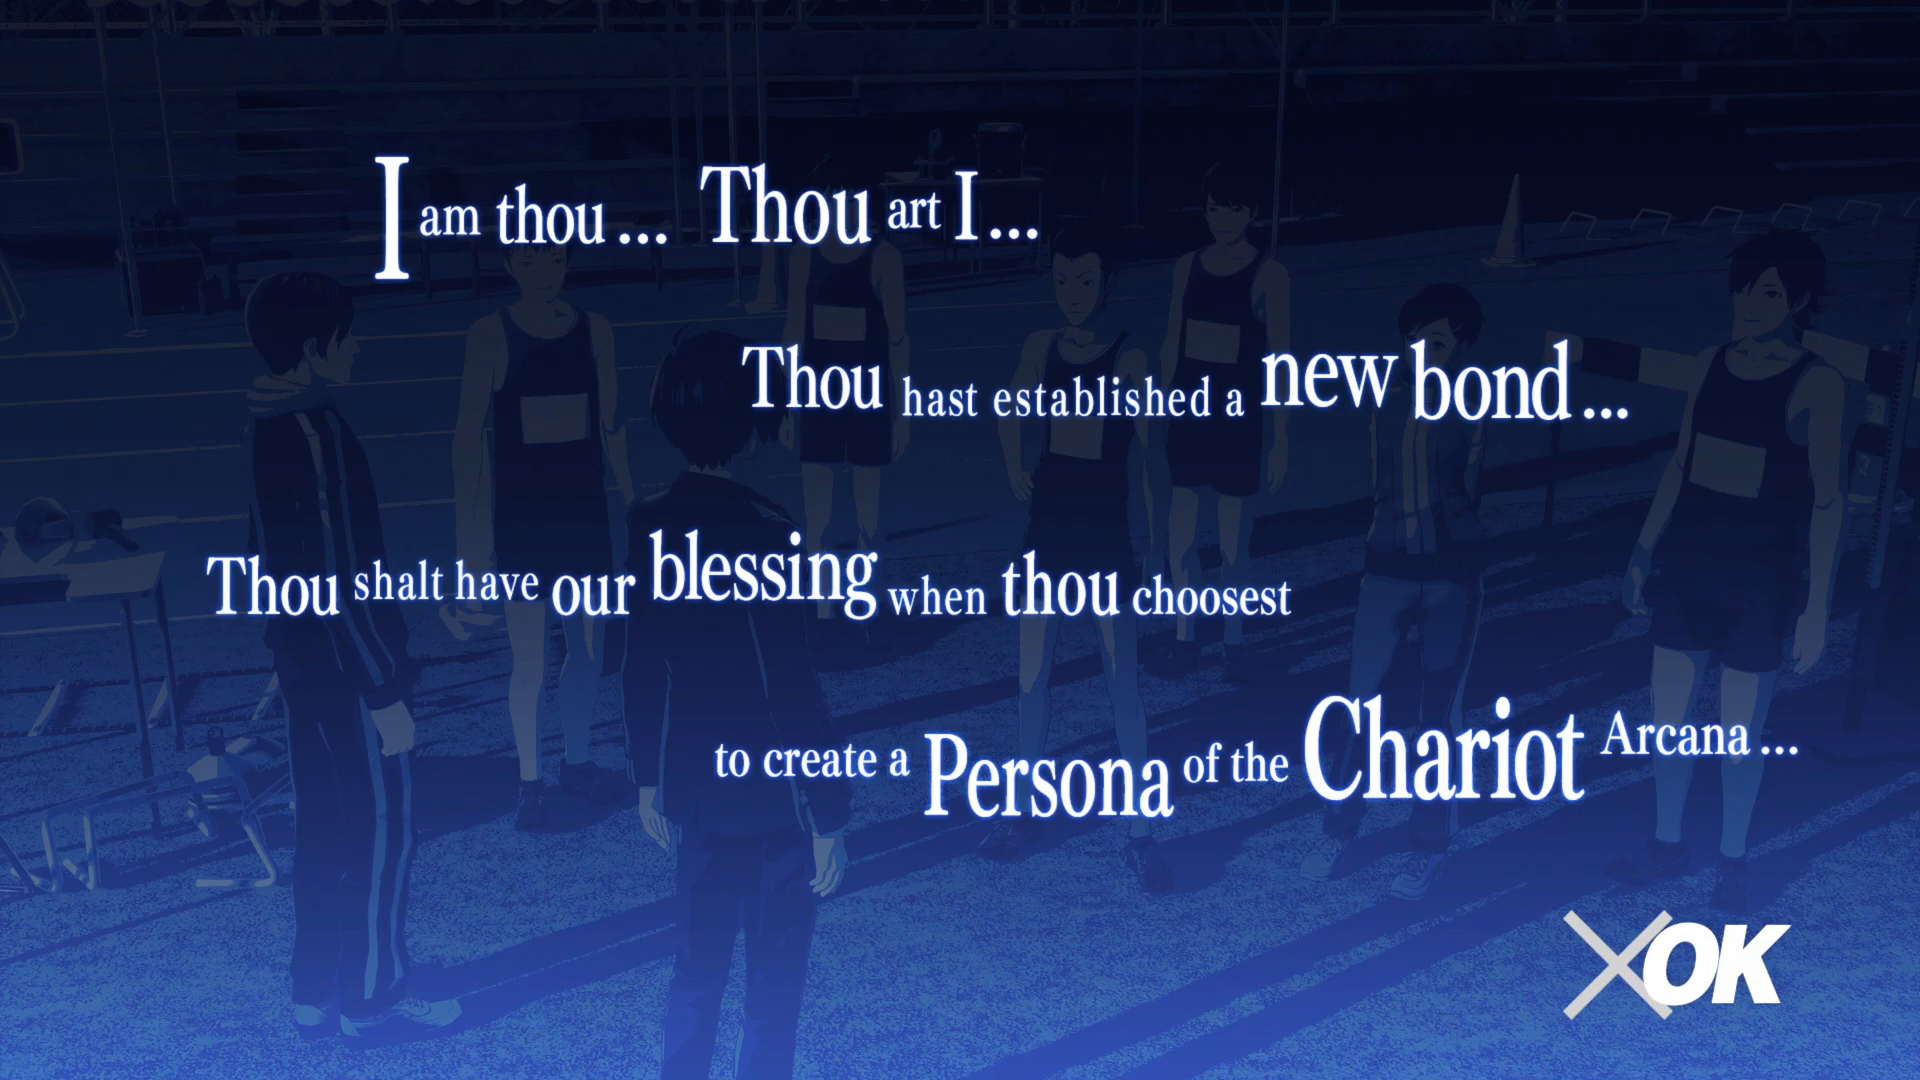 I am thou... Thou art I...
Thou hast established a new bond...
Thou shalt have our blessing when thou choosest
to create a Persona of the Chariot Arcana...
OK